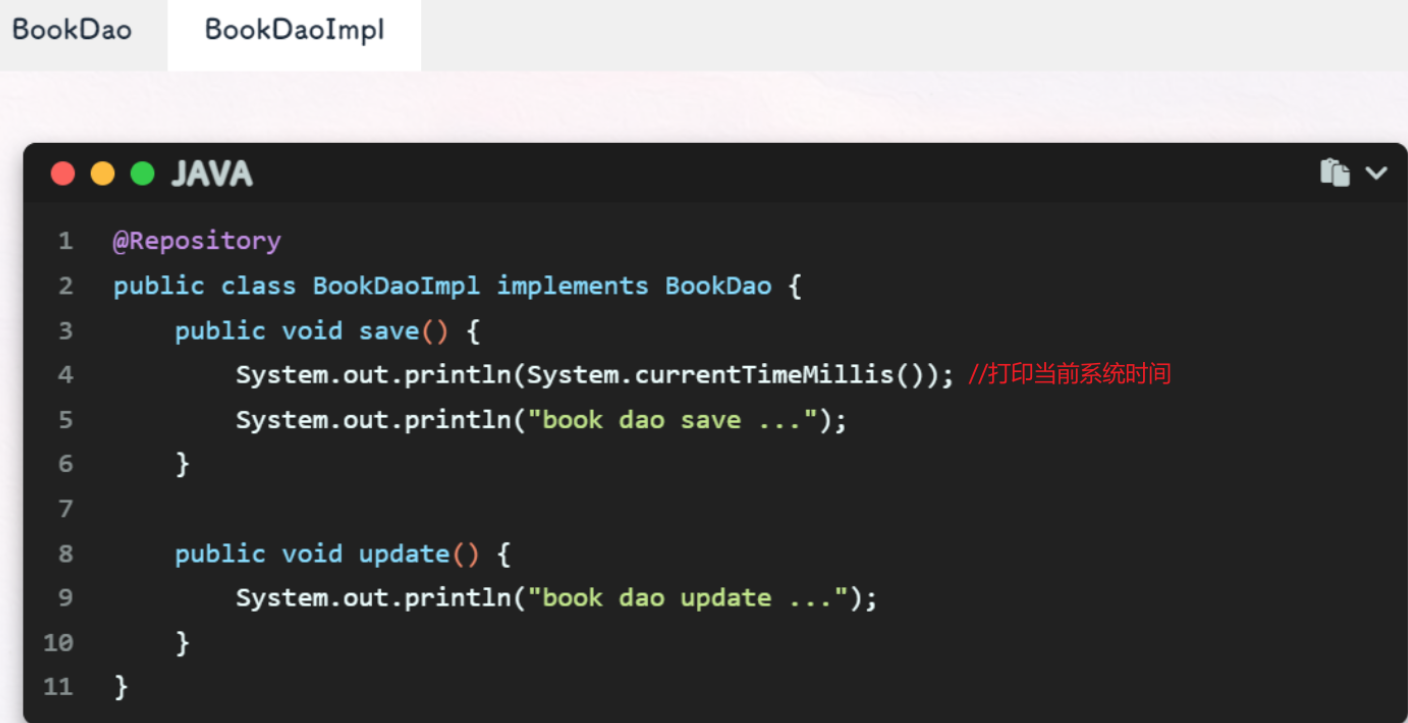 BookDao BookDaoImpl
JAVA
1 @Repository
2 public class BookDaoImpl implements BookDao {
3 public void save() {
4 System.out.println(System.currentTimeMillis()); //打印当前系统时间
5 System.out.println("book dao save ...");
6 }
7
8 public void update() {
9 System.out.println("book dao update ...");
10 }
11 }